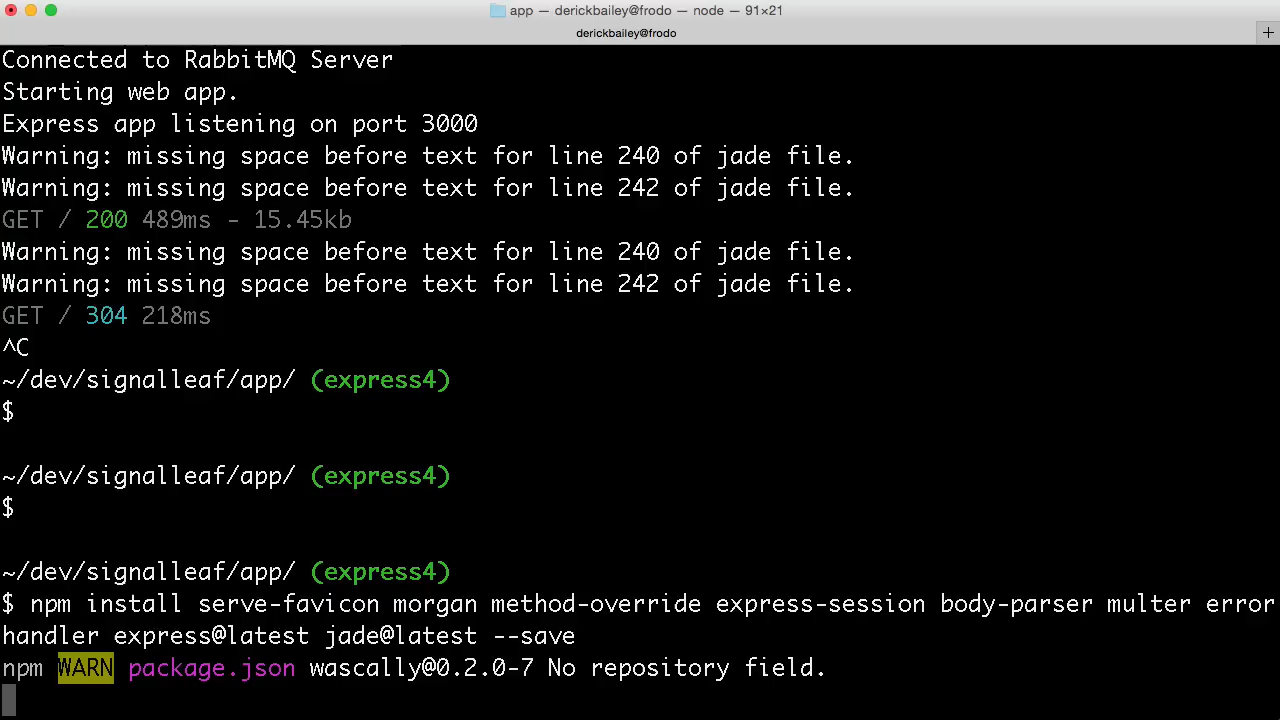 app — derickbailey@frodo — node — 91×21
derickbailey@frodo
+
Connected to RabbitMQ Server
Starting web app.
Express app listening on port 3000
Warning: missing space before text for line 240 of jade file.
Warning: missing space before text for line 242 of jade file.
GET / 200 489ms - 15.45kb
Warning: missing space before text for line 240 of jade file.
Warning: missing space before text for line 242 of jade file.
GET / 304 218ms
^C
~/dev/signalleaf/app/ (express4)
$
~/dev/signalleaf/app/ (express4)
$
~/dev/signalleaf/app/ (express4)
$ npm install serve-favicon morgan method-override express-session body-parser multer error
handler express@latest jade@latest --save
npm WARN package.json wascally@0.2.0-7 No repository field.